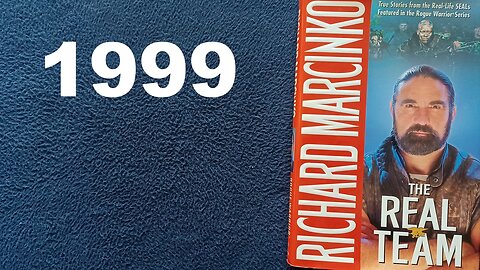 1999
True Stories from the Real-Life SEALs
Featured in the Rogue Warrior Series
RICHARD MARCINKO
THE
REAL
TEAM